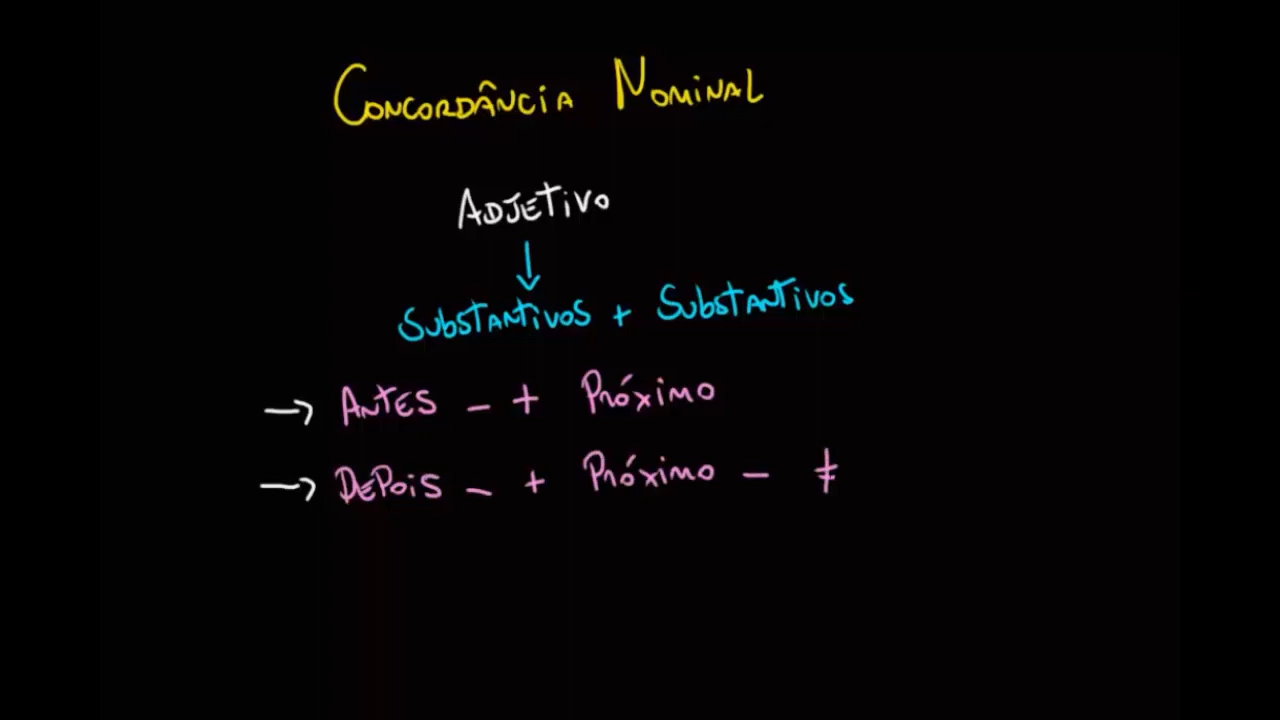 Concordância Nominal
Adjetivo
↓
Substantivos + Substantivos
→ Antes - + Próximo
→ Depois - + Próximo - ≠